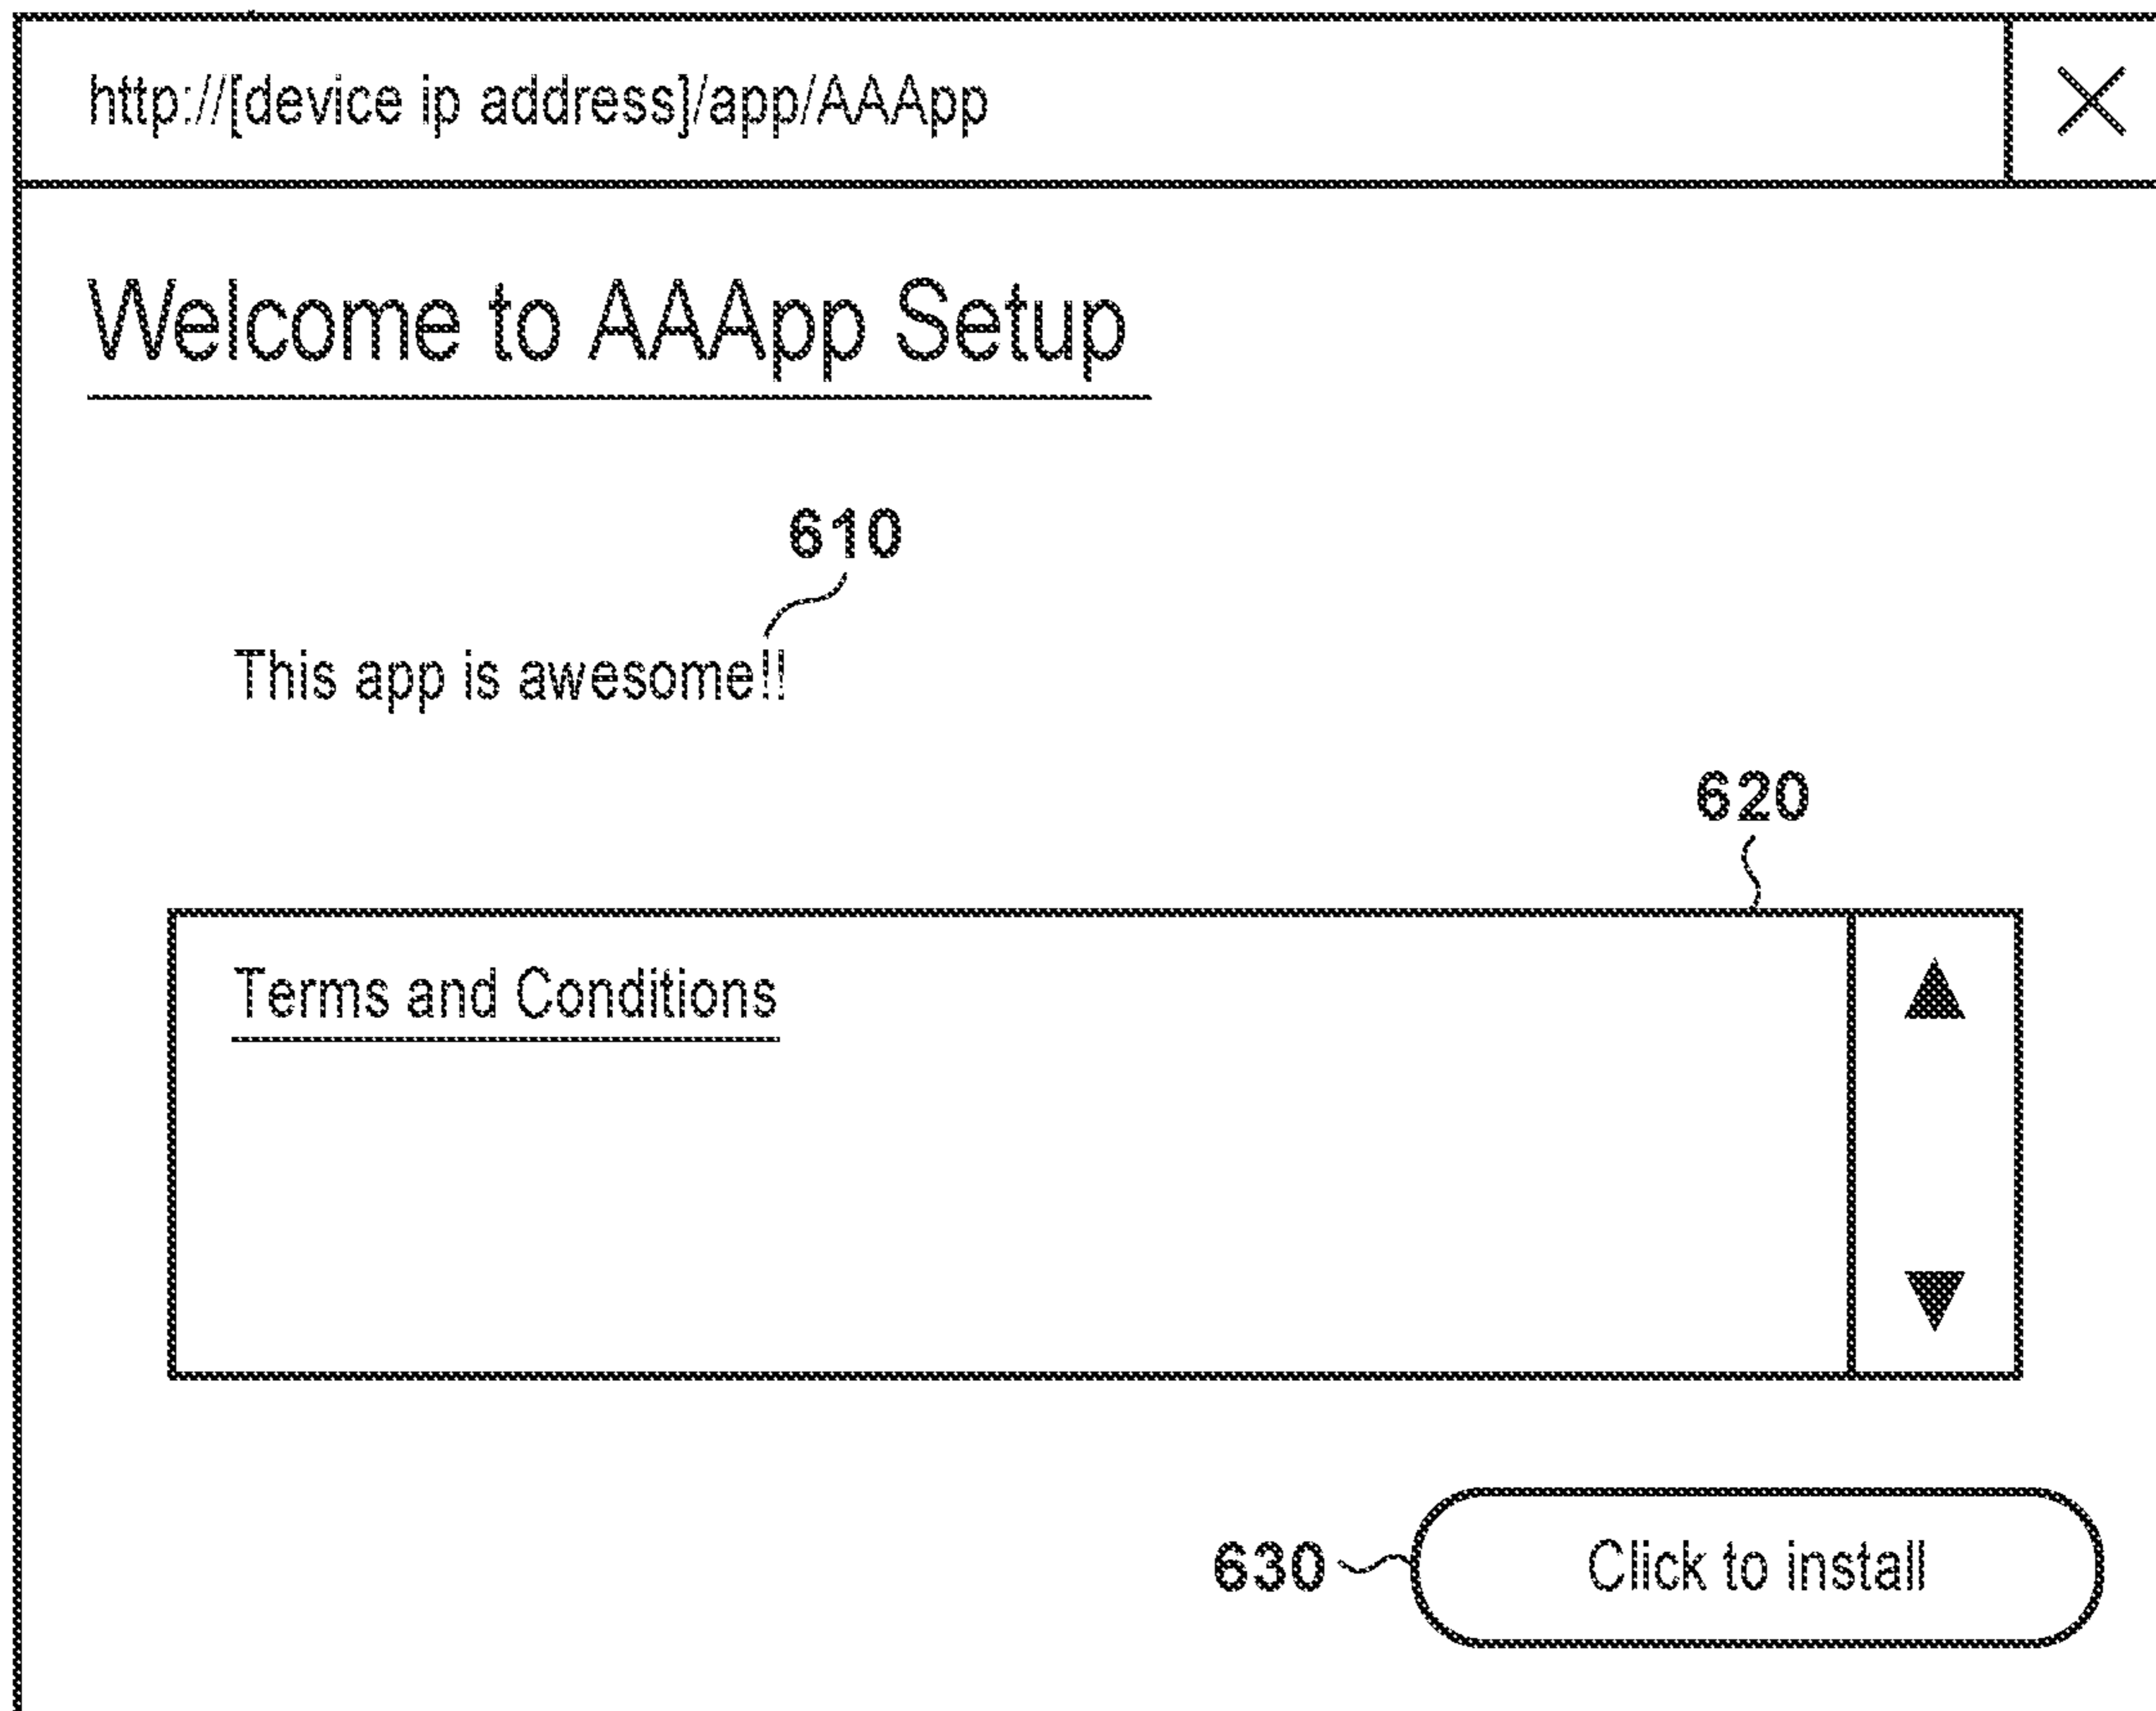 http://[device ip address]/app/AAApp
Welcome to AAApp Setup
610
This app is awesome!!
620
Terms and Conditions
630
Click to install